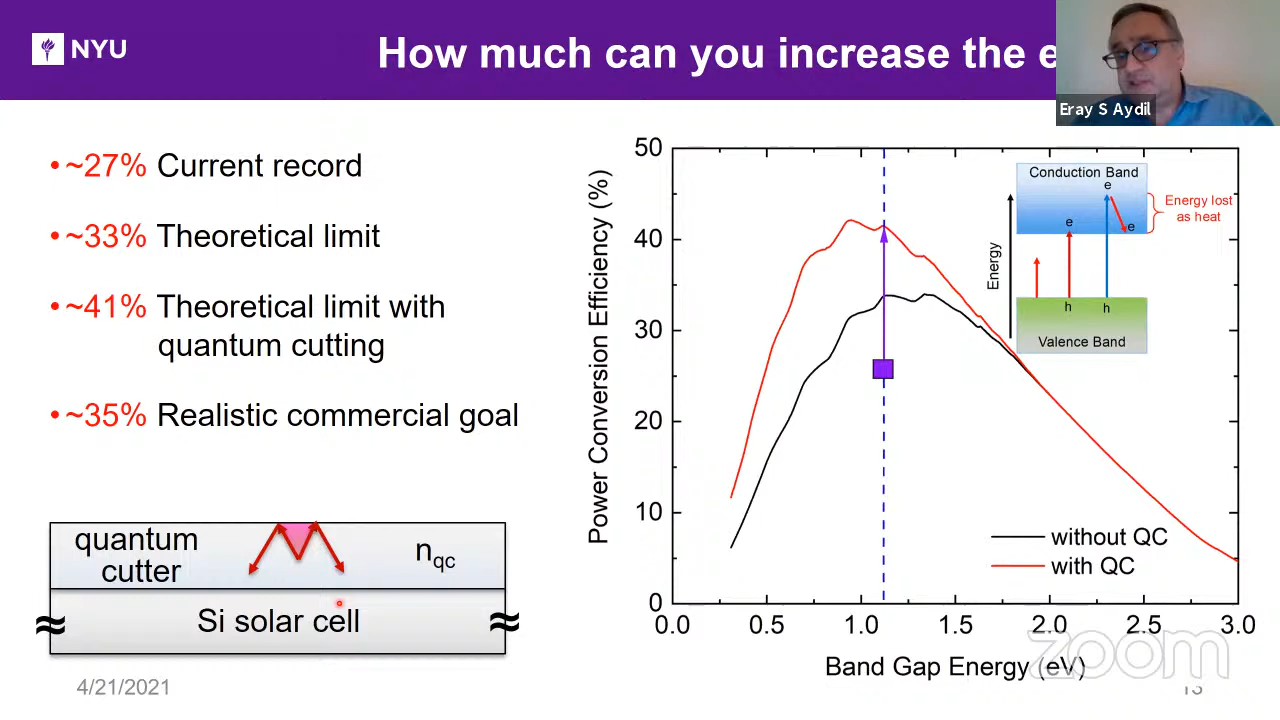 NYU
How much can you increase the e
Eray S Aydil
•~27% Current record
•~33% Theoretical limit
•~41% Theoretical limit with
quantum cutting
•~35% Realistic commercial goal
quantum
cutter
nqc
Si solar cell
≈
≈
4/21/2021
Power Conversion Efficiency (%)
50
40
30
20
10
0
0.0 0.5 1.0 1.5 2.0 2.5 3.0
Band Gap Energy (eV)
without QC
with QC
Energy
Conduction Band
e
e
e
Energy lost
as heat
h
h
Valence Band
zoom
13